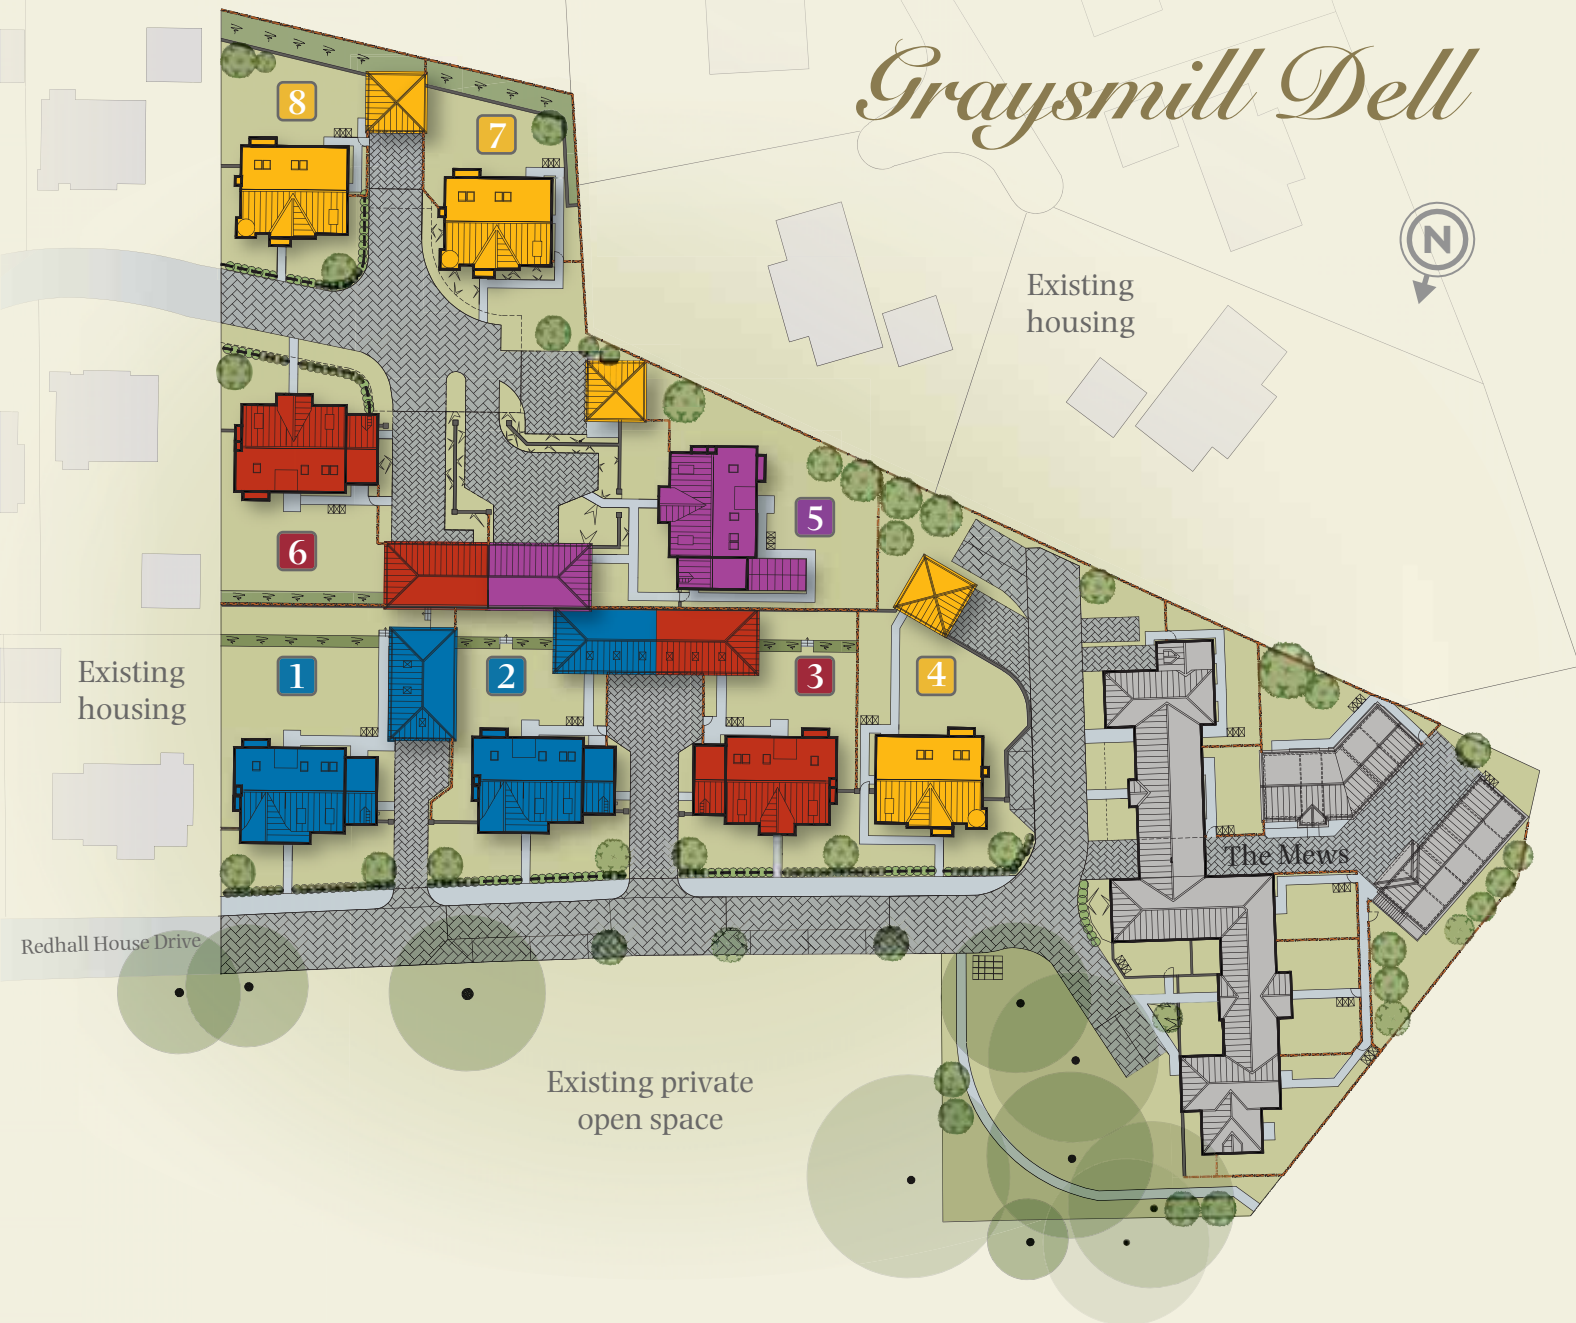 Graysmill Dell
8
7
N
Existing
housing
5
6
Existing
housing
1
2
3
4
The Mews
Redhall House Drive
Existing private
open space